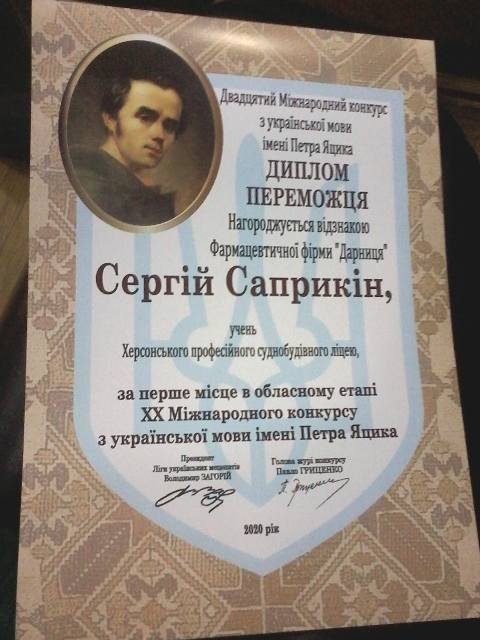 Двадцятий Міжнародний конкурс
з української мови
імені Петра Яцика
ДИПЛОМ
ПЕРЕМОЖЦЯ
Нагороджується відзнакою
Фармацевтичної фірми "Дарниця"
Сергій Саприкін,
учень
Херсонського професійного суднобудівного ліцею,
за перше місце в обласному етапі
XX Міжнародного конкурсу
з української мови імені Петра Яцика
Президент
Ліги українських меценатів
Володимир ЗАГОРІЙ
Голова журі конкурсу
Павло ГРИЦЕНКО
2020 рік